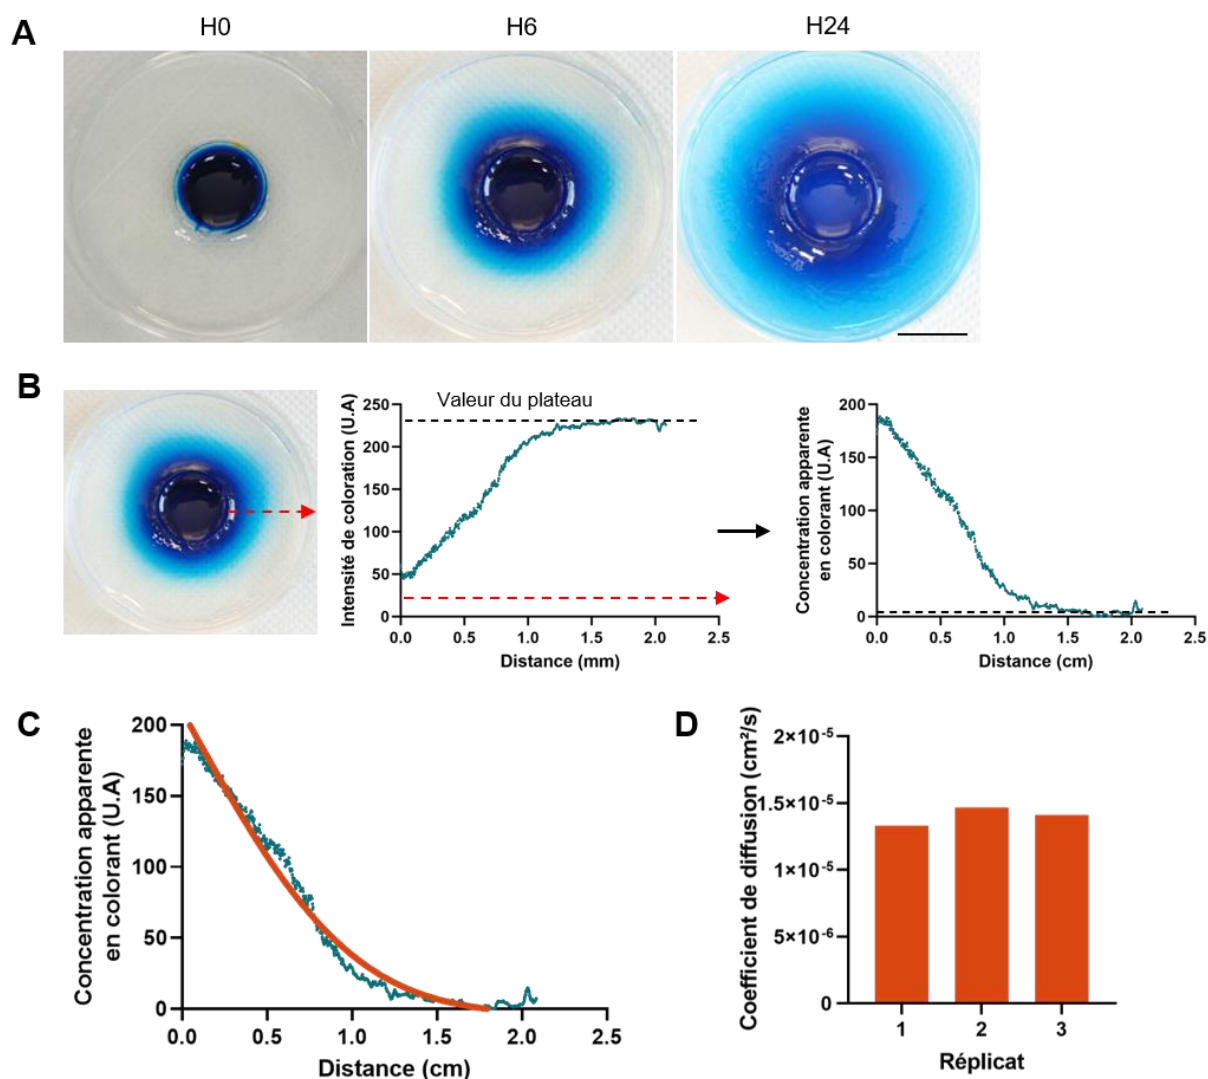 A
H0
H6
H24
B
Intensité de coloration (U.A)
250
200
150
100
50
0
Valeur du plateau
0.0 0.5 1.0 1.5 2.0 2.5
Distance (mm)
Concentration apparente
en colorant (U.A)
200
150
100
50
0
0.0 0.5 1.0 1.5 2.0 2.5
Distance (cm)
C
Concentration apparente
en colorant (U.A)
200
150
100
50
0
0.0 0.5 1.0 1.5 2.0 2.5
Distance (cm)
D
Coefficient de diffusion (cm²/s)
2×10⁻⁵
1.5×10⁻⁵
1×10⁻⁵
5×10⁻⁶
0
1 2 3
Réplicat